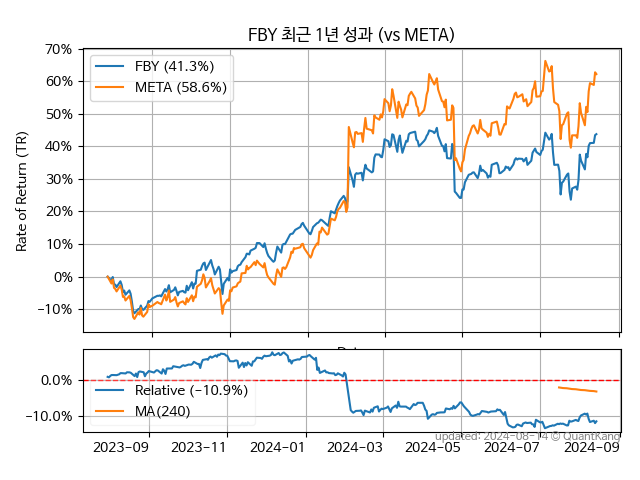 FBY 최근 1년 성과 (vs META)
70%
60%
50%
40%
30%
20%
10%
0%
−10%
Rate of Return (TR)
FBY (41.3%)
META (58.6%)
0.0%
−10.0%
Relative (−10.9%)
MA(240)
updated: 2024-08-14 © QuantKang
2023-09
2023-11
2024-01
2024-03
2024-05
2024-07
2024-09